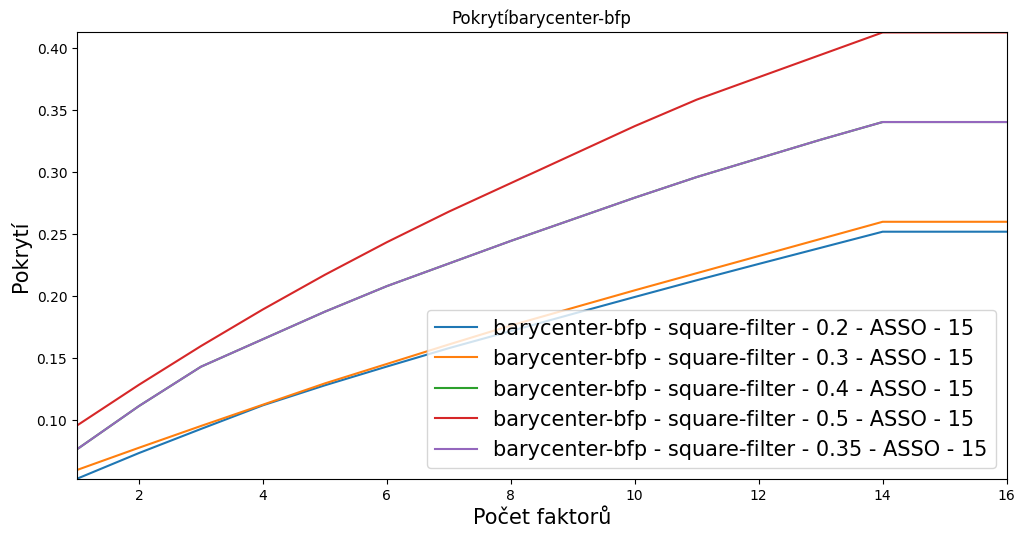 Pokrytíbarycenter-bfp
0.40
0.35
0.30
0.25
0.20
0.15
0.10
Pokrytí
barycenter-bfp - square-filter - 0.2 - ASSO - 15
barycenter-bfp - square-filter - 0.3 - ASSO - 15
barycenter-bfp - square-filter - 0.4 - ASSO - 15
barycenter-bfp - square-filter - 0.5 - ASSO - 15
barycenter-bfp - square-filter - 0.35 - ASSO - 15
2 4 6 8 10 12 14 16
Počet faktorů